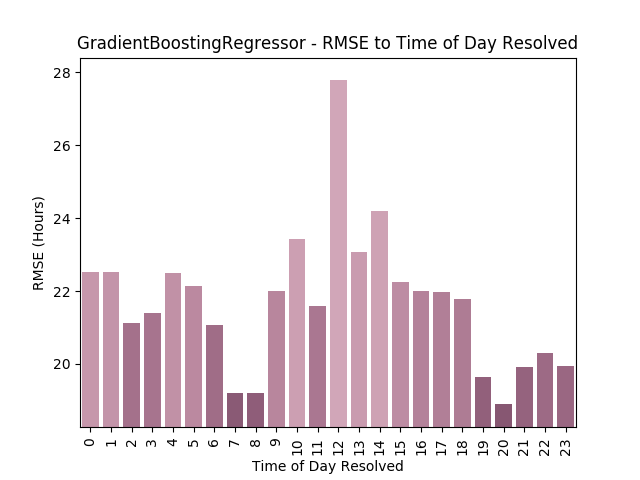 GradientBoostingRegressor - RMSE to Time of Day Resolved
28
26
24
22
20
RMSE (Hours)
0 1 2 3 4 5 6 7 8 9 10 11 12 13 14 15 16 17 18 19 20 21 22 23
Time of Day Resolved